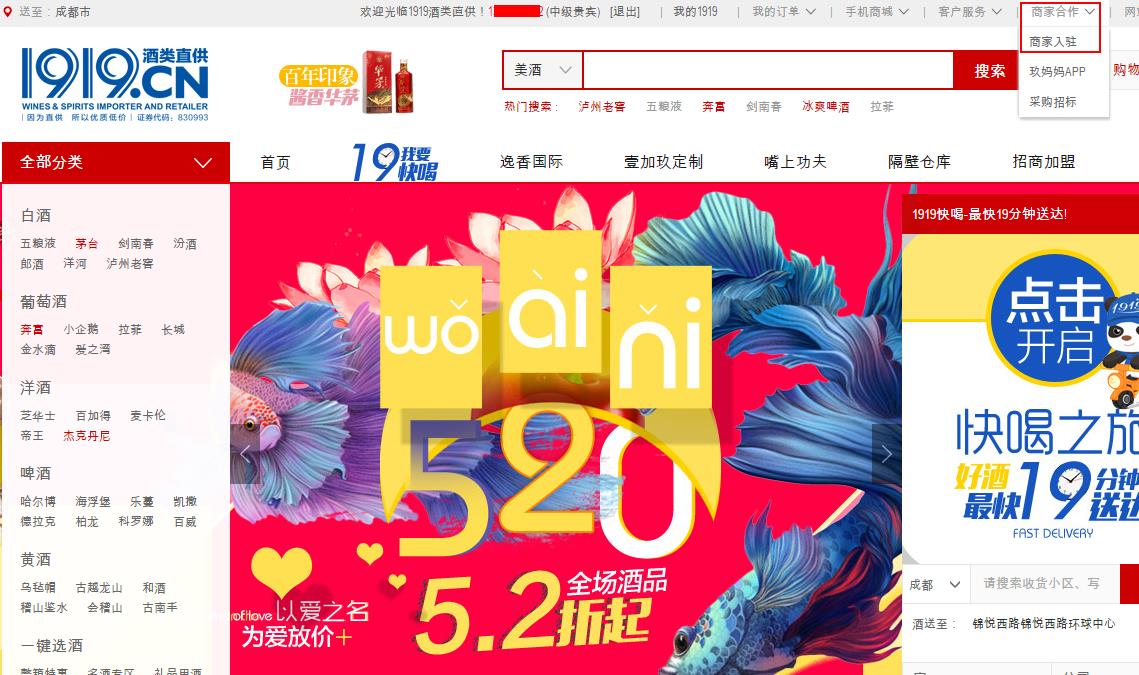 送至：成都市
欢迎光临1919酒类直供！
2(中级贵宾) [退出] | 我的1919 | 我的订单 | 手机商城 | 客户服务 | 商家合作 |
商家入驻
玖妈妈APP
采购招标
1919.CN 酒类直供
WINES & SPIRITS IMPORTER AND RETAILER
| 因为直供 所以优质低价 | 证券代码：830993
百年印象
酱香华茅
美酒
搜索
购物
热门搜索： 泸州老窖 五粮液 奔富 剑南春 冰爽啤酒 拉菲
全部分类
首页
19我要快喝
逸香国际
壹加玖定制
嘴上功夫
隔壁仓库
招商加盟
白酒
五粮液 茅台 剑南春 汾酒
郎酒 洋河 泸州老窖
葡萄酒
奔富 小企鹅 拉菲 长城
金水滴 爱之湾
洋酒
芝华士 百加得 麦卡伦
帝王 杰克丹尼
啤酒
哈尔博 海浮堡 乐蔓 凯撒
德拉克 柏龙 科罗娜 百威
黄酒
乌毡帽 古越龙山 和酒
稽山鉴水 会稽山 古南丰
一键选酒
wǒ ài nǐ
520
以爱之名
为爱放价+
5.2折起
全场酒品
1919快喝-最快19分钟送达!
点击
开启
1919
快喝之旅
好酒
最快19分钟
送达
FAST DELIVERY
成都
请搜索收货小区、写
酒送至： 锦悦西路锦悦西路环球中心